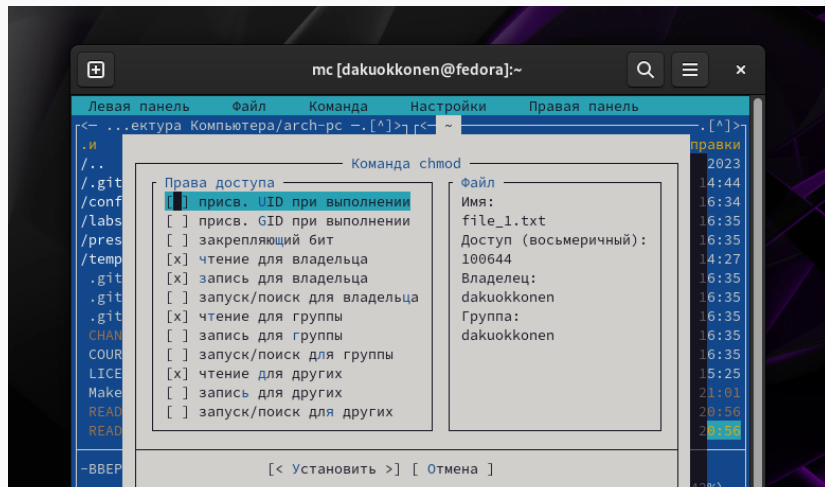 mc [dakuokkonen@fedora]:~
Левая панель Файл Команда Настройки Правая панель
<— ...ектура Компьютера/arch-pc —.[^]> <— ~ .[^]>
.и правки
/.. 2023
/.git 14:44
/conf 16:34
/labs 16:35
/pres 16:35
/temp 14:27
.git 16:35
.git 16:35
.git 16:35
CHAN 16:35
COUR 16:35
LICE 15:25
Make 21:01
READ 20:56
READ 20:56
-ВВЕР
Команда chmod
Права доступа
[ ] присв. UID при выполнении
[ ] присв. GID при выполнении
[ ] закрепляющий бит
[x] чтение для владельца
[x] запись для владельца
[ ] запуск/поиск для владельца
[x] чтение для группы
[ ] запись для группы
[ ] запуск/поиск для группы
[x] чтение для других
[ ] запись для других
[ ] запуск/поиск для других
Файл
Имя:
file_1.txt
Доступ (восьмеричный):
100644
Владелец:
dakuokkonen
Группа:
dakuokkonen
[< Установить >] [ Отмена ]